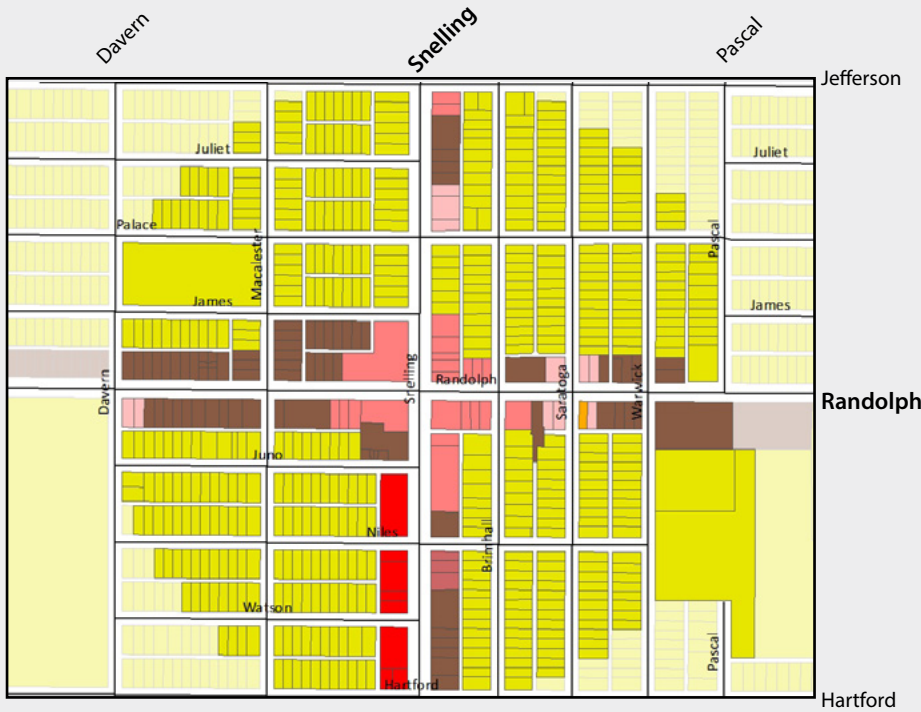 Davern
Snelling
Pascal
Jefferson
Juliet
Juliet
Palace
Macalester
Pascal
James
James
Davern
Snelling
Randolph
Saratoga
Warwick
Randolph
Juno
Niles
Brimhall
Watson
Pascal
Hartford
Hartford